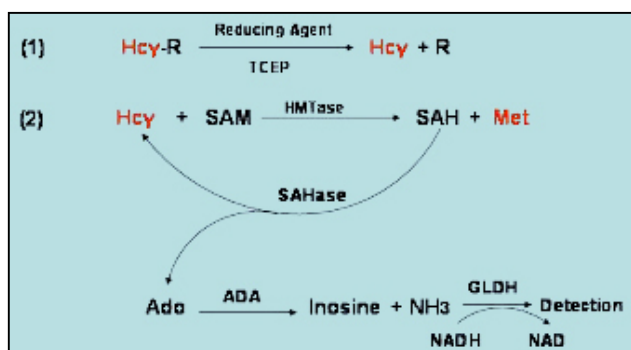 Reducing Agent
(1) Hcy-R Hcy + R
TCEP
HMTase
(2) Hcy + SAM SAH + Met
SAHase
ADA GLDH
Ado Inosine + NH3 Detection
NADH NAD